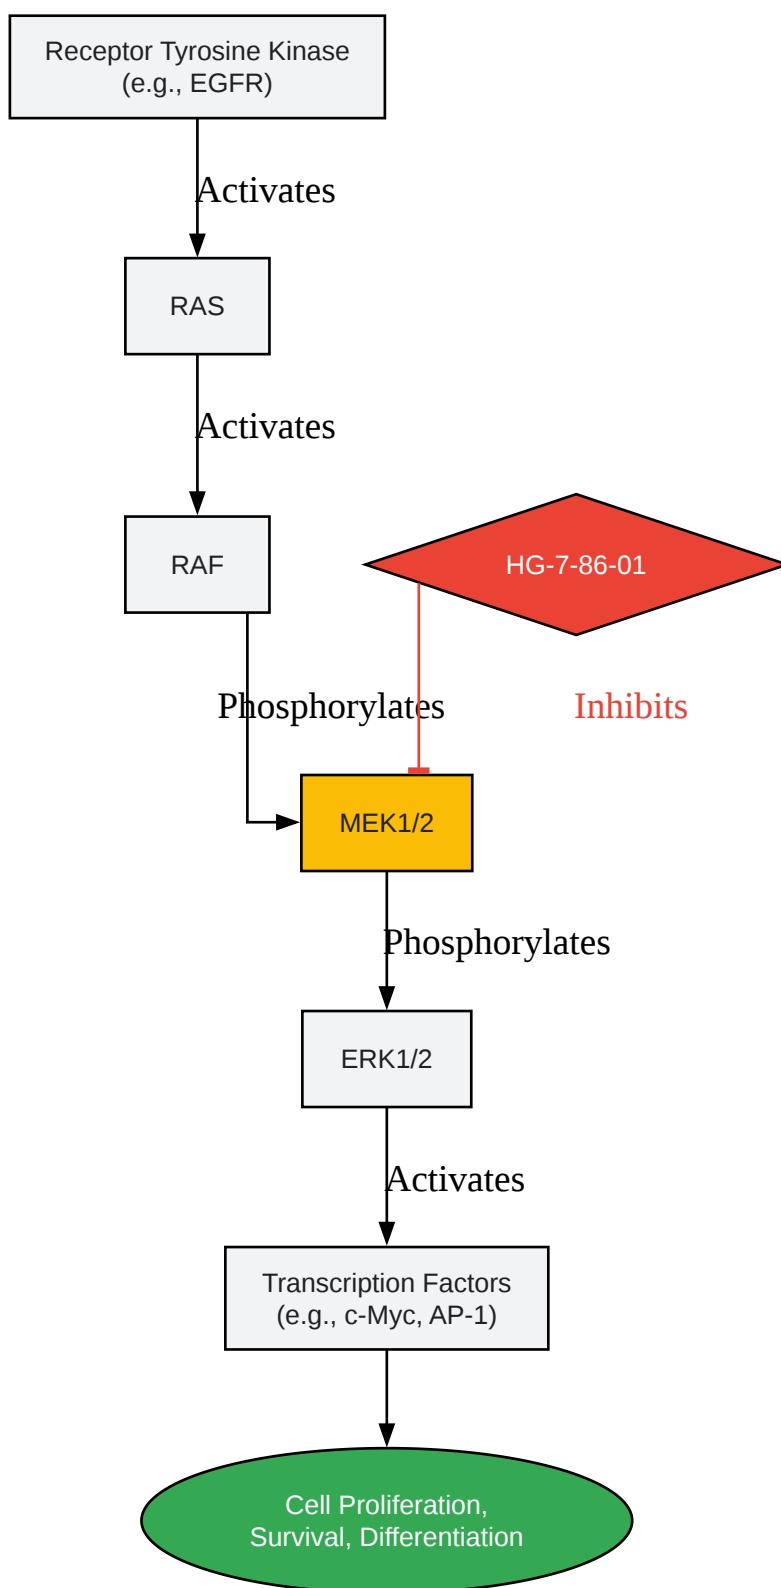 Receptor Tyrosine Kinase
(e.g., EGFR)
Activates
RAS
Activates
RAF
HG-7-86-01
Phosphorylates
Inhibits
MEK1/2
Phosphorylates
ERK1/2
Activates
Transcription Factors
(e.g., c-Myc, AP-1)
Cell Proliferation,
Survival, Differentiation